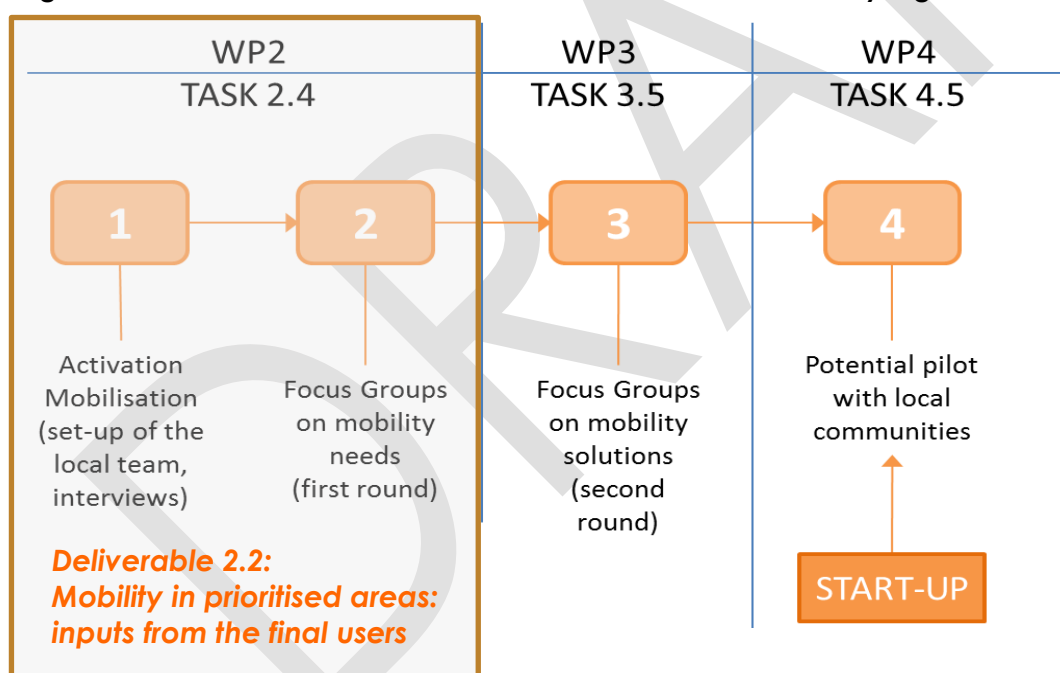 WP2
TASK 2.4
WP3
TASK 3.5
WP4
TASK 4.5
1
2
3
4
Activation
Mobilisation
(set-up of the
local team,
interviews)
Focus Groups
on mobility
needs
(first round)
Focus Groups
on mobility
solutions
(second
round)
Potential pilot
with local
communities
START-UP
Deliverable 2.2:
Mobility in prioritised areas:
inputs from the final users